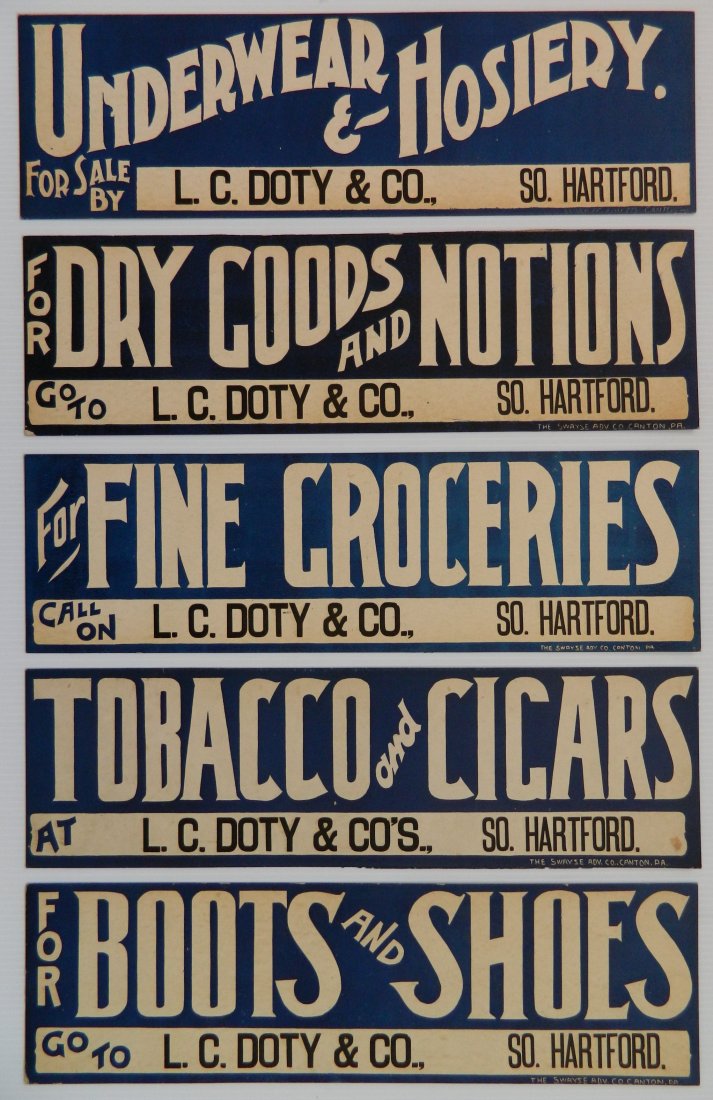 UNDERWEAR & HOSIERY.
FOR SALE BY L. C. DOTY & CO., SO. HARTFORD.
FOR DRY GOODS AND NOTIONS
GO TO L. C. DOTY & CO., SO. HARTFORD.
THE SWAYSE ADV. CO. CANTON, PA.
For FINE GROCERIES
CALL ON L. C. DOTY & CO., SO. HARTFORD.
THE SWAYSE ADV CO CANTON. PA
TOBACCO and CIGARS
AT L. C. DOTY & CO'S., SO. HARTFORD.
THE SWAYSE ADV. CO., CANTON, PA.
FOR BOOTS AND SHOES
GO TO L. C. DOTY & CO., SO. HARTFORD.
THE SWAYSE ADV. CO. CANTON, PA.